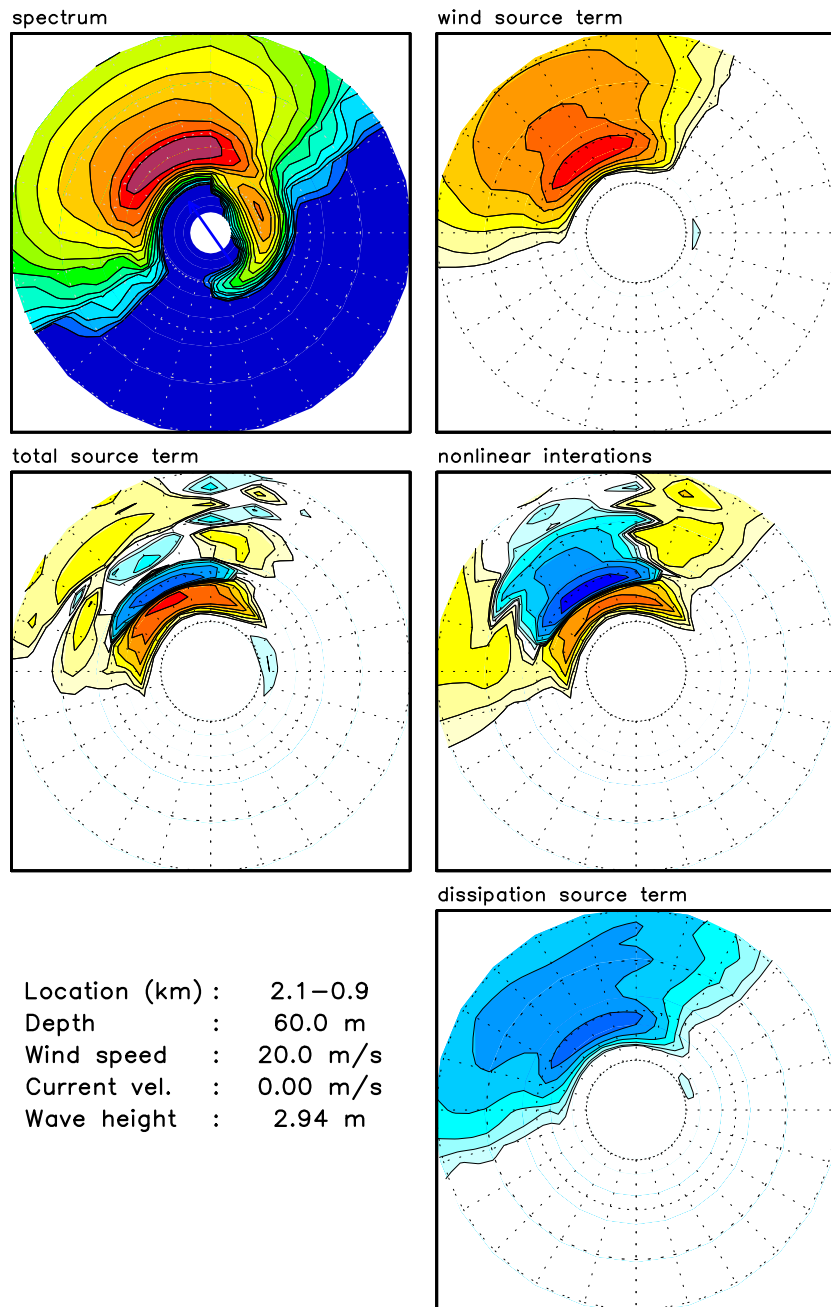 spectrum
wind source term
total source term
nonlinear interations
dissipation source term
Location (km) : 2.1−0.9
Depth : 60.0 m
Wind speed : 20.0 m/s
Current vel. : 0.00 m/s
Wave height : 2.94 m